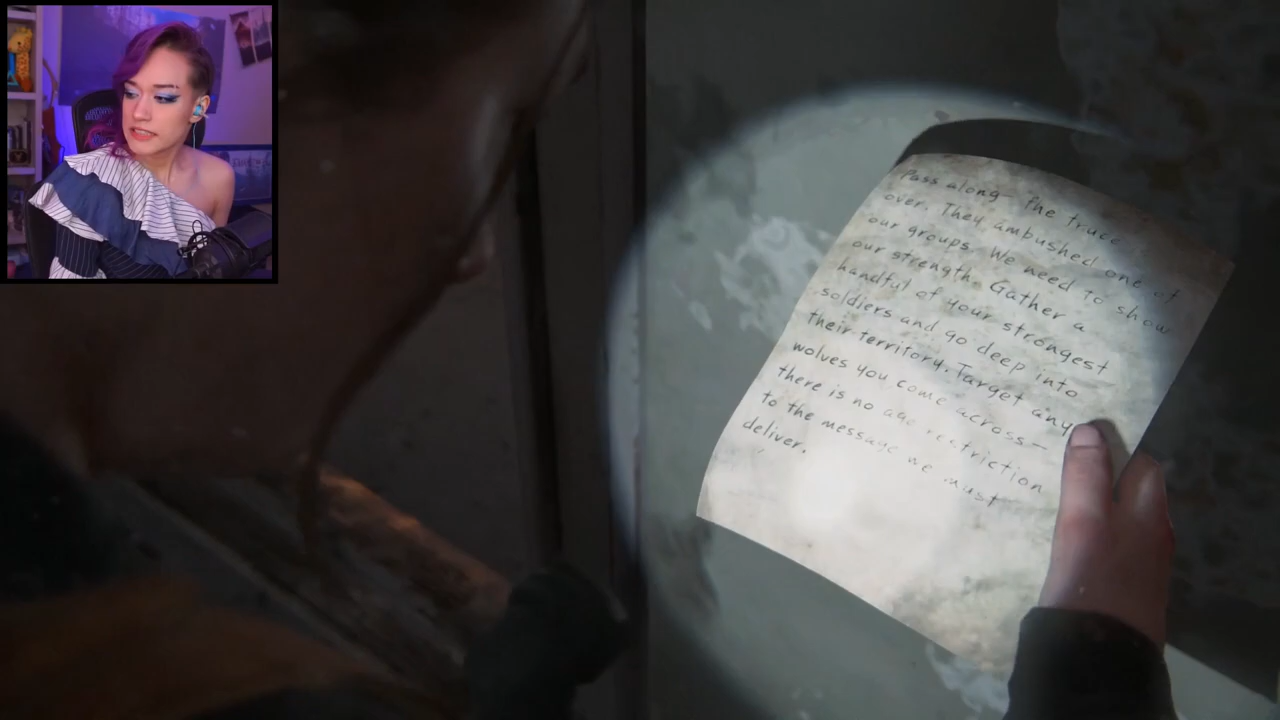 Pass along - the truce
over. They ambushed one of
our groups. We need to show
our strength. Gather a
handful of your strongest
soldiers and go deep into
their territory. Target any
wolves you come across—
there is no age restriction
to the message we must
deliver.